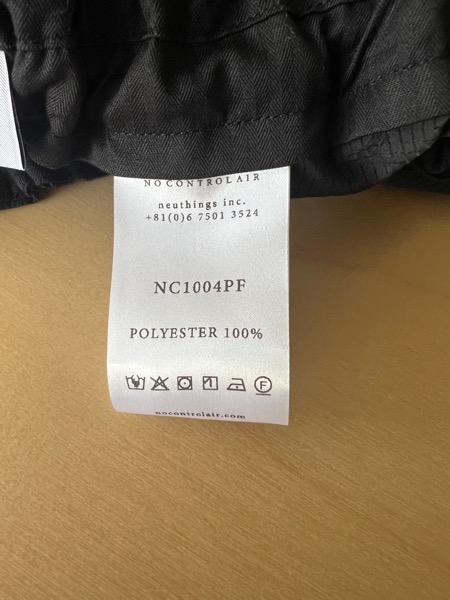 NO CONTROL AIR
neuthings inc.
+81(0)6 7501 3524
NC1004PF
POLYESTER 100%
F
nocontrolair.com